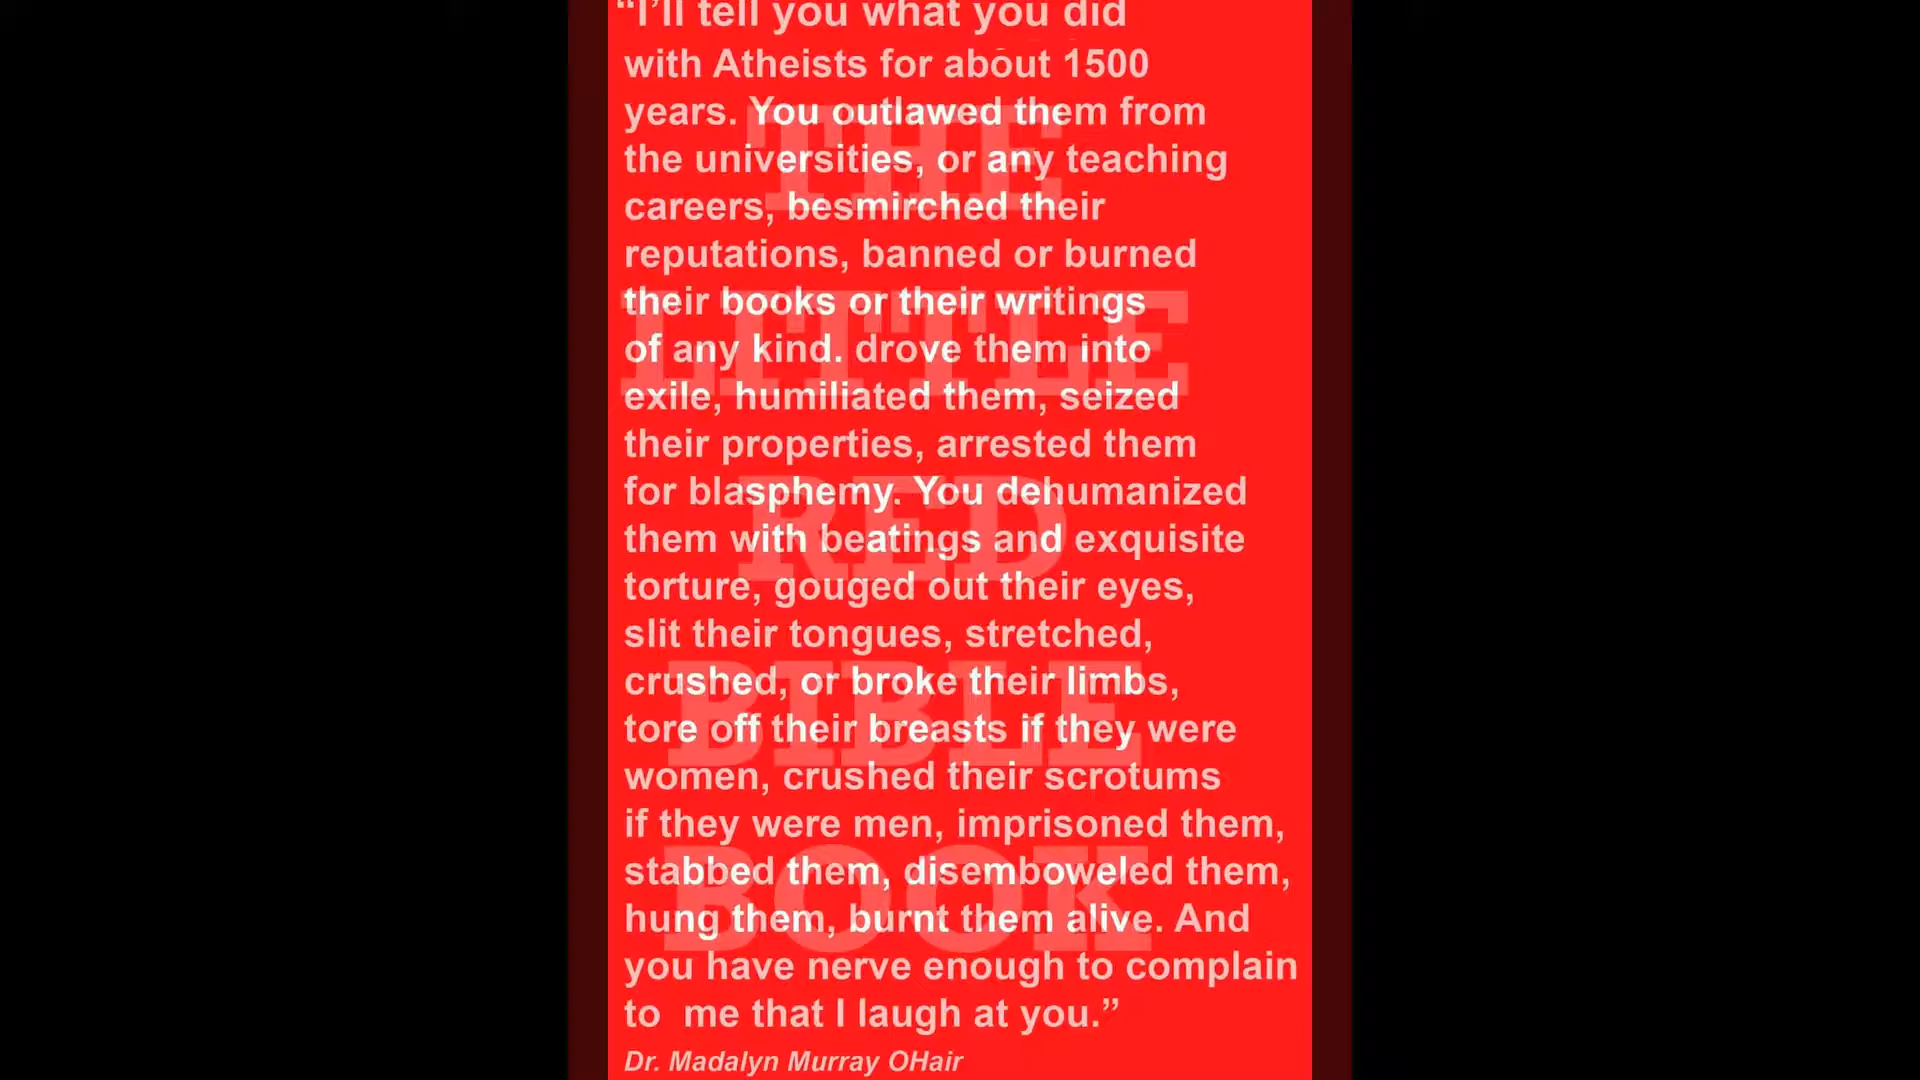 “I’ll tell you what you did
with Atheists for about 1500
years. You outlawed them from
the universities, or any teaching
careers, besmirched their
reputations, banned or burned
their books or their writings
of any kind. drove them into
exile, humiliated them, seized
their properties, arrested them
for blasphemy. You dehumanized
them with beatings and exquisite
torture, gouged out their eyes,
slit their tongues, stretched,
crushed, or broke their limbs,
tore off their breasts if they were
women, crushed their scrotums
if they were men, imprisoned them,
stabbed them, disemboweled them,
hung them, burnt them alive. And
you have nerve enough to complain
to  me that I laugh at you.”
Dr. Madalyn Murray OHair
THE
LITTLE
RED
BIBLE
BOOK